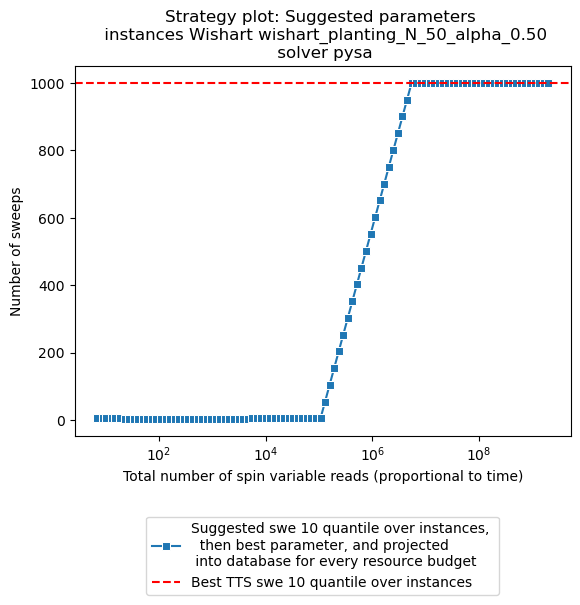 Strategy plot: Suggested parameters
instances Wishart wishart_planting_N_50_alpha_0.50
solver pysa
1000
800
600
400
200
0
Number of sweeps
10^2
10^4
10^6
10^8
Total number of spin variable reads (proportional to time)
Suggested swe 10 quantile over instances,
then best parameter, and projected
into database for every resource budget
Best TTS swe 10 quantile over instances